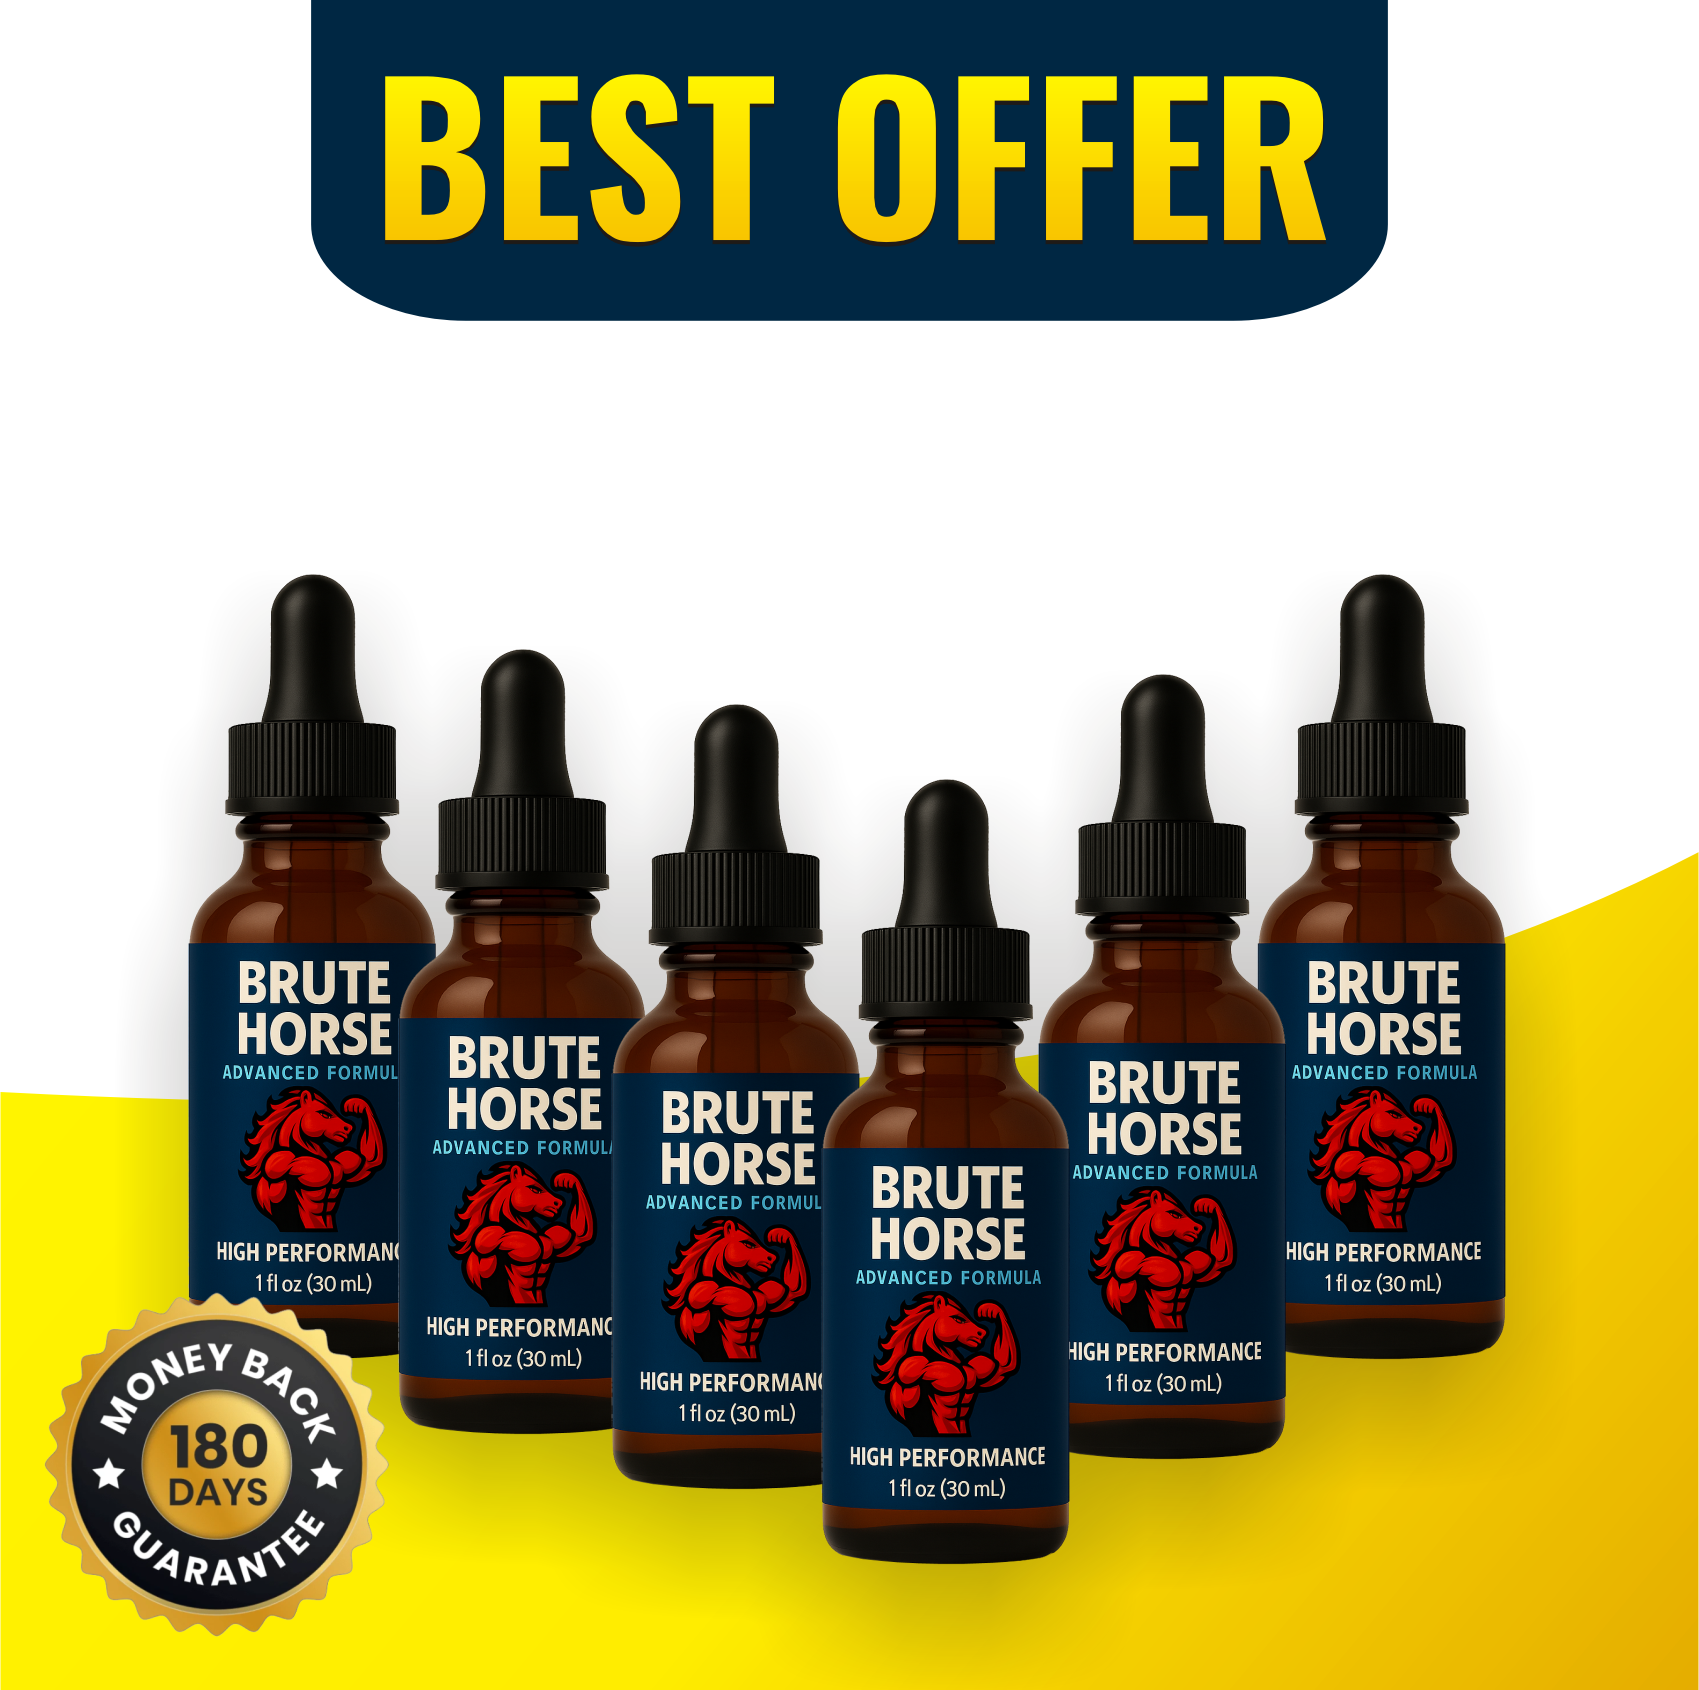 BEST OFFER
BRUTE
HORSE
ADVANCED FORMUL
HIGH PERFORMANC
1 fl oz (30 mL)
BRUTE
HORSE
ADVANCED FORMULA
HIGH PERFORMANC
1 fl oz (30 mL)
BRUTE
HORSE
ADVANCED FORMUL
HIGH PERFORMANC
1 fl oz (30 mL)
BRUTE
HORSE
ADVANCED FORMULA
HIGH PERFORMANCE
1 fl oz (30 mL)
BRUTE
HORSE
ADVANCED FORMULA
HIGH PERFORMANCE
1 fl oz (30 mL)
BRUTE
HORSE
ADVANCED FORMULA
HIGH PERFORMANCE
1 fl oz (30 mL)
MONEY BACK
180
DAYS
GUARANTEE